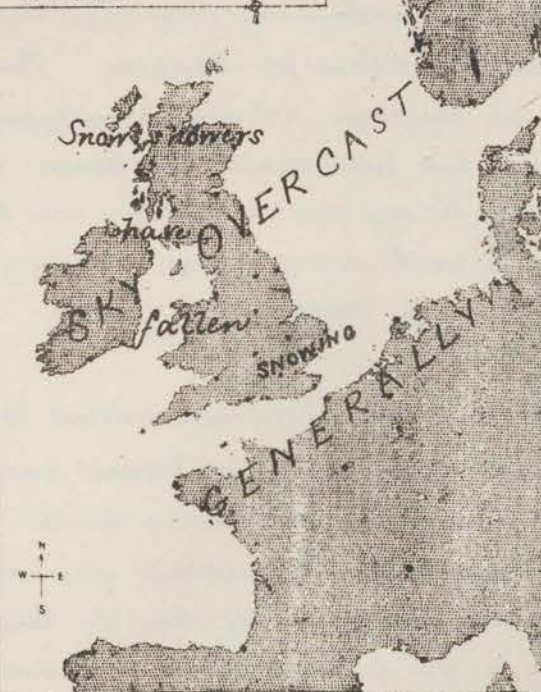 Snow showers
have
fallen
SKY OVERCAST
SNOWING
GENERALLY
N
W E
S